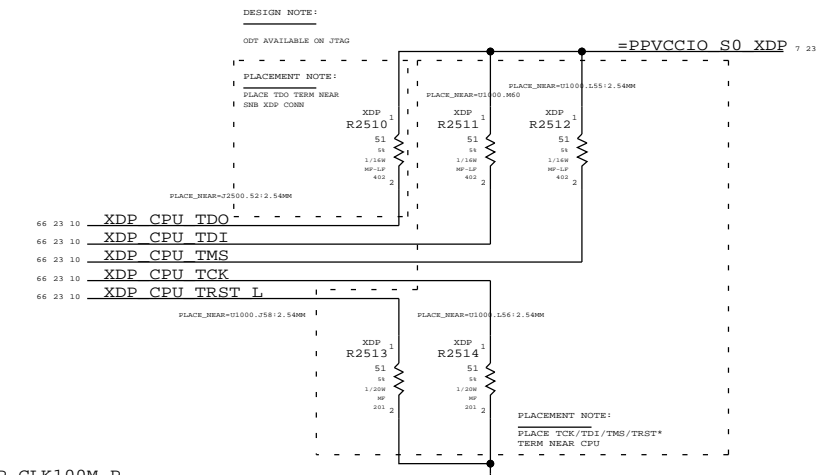 DESIGN NOTE:
ODT AVAILABLE ON JTAG
=PPVCCIO_S0_XDP 7 23
PLACEMENT NOTE:
PLACE TDO TERM NEAR
SNB XDP CONN
PLACE_NEAR=U1000.L55:2.54MM
PLACE_NEAR=U1000.M60
XDP 1
R2510
51
5%
1/16W
MF-LF
402
2
XDP 1
R2511
51
5%
1/16W
MF-LF
402
2
XDP 1
R2512
51
5%
1/16W
MF-LF
402
2
PLACE_NEAR=J2500.52:2.54MM
66 23 10 XDP_CPU_TDO
66 23 10 XDP_CPU_TDI
66 23 10 XDP_CPU_TMS
66 23 10 XDP_CPU_TCK
66 23 10 XDP_CPU_TRST_L
PLACE_NEAR=U1000.J58:2.54MM
PLACE_NEAR=U1000.L56:2.54MM
XDP 1
R2513
51
5%
1/20W
MF
201
2
XDP 1
R2514
51
5%
1/20W
MF
201
2
PLACEMENT NOTE:
PLACE TCK/TDI/TMS/TRST*
TERM NEAR CPU